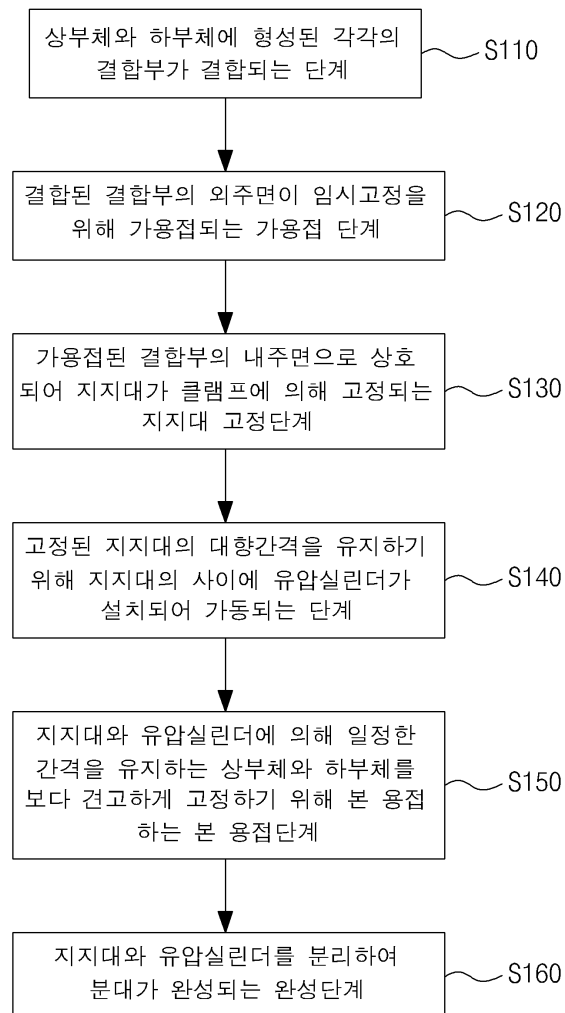 상부체와 하부체에 형성된 각각의
결합부가 결합되는 단계
S110
결합된 결합부의 외주면이 임시고정을
위해 가용접되는 가용접 단계
S120
가용접된 결합부의 내주면으로 상호
되어 지지대가 클램프에 의해 고정되는
지지대 고정단계
S130
고정된 지지대의 대향간격을 유지하기
위해 지지대의 사이에 유압실린더가
설치되어 가동되는 단계
S140
지지대와 유압실린더에 의해 일정한
간격을 유지하는 상부체와 하부체를
보다 견고하게 고정하기 위해 본 용접
하는 본 용접단계
S150
지지대와 유압실린더를 분리하여
분대가 완성되는 완성단계
S160